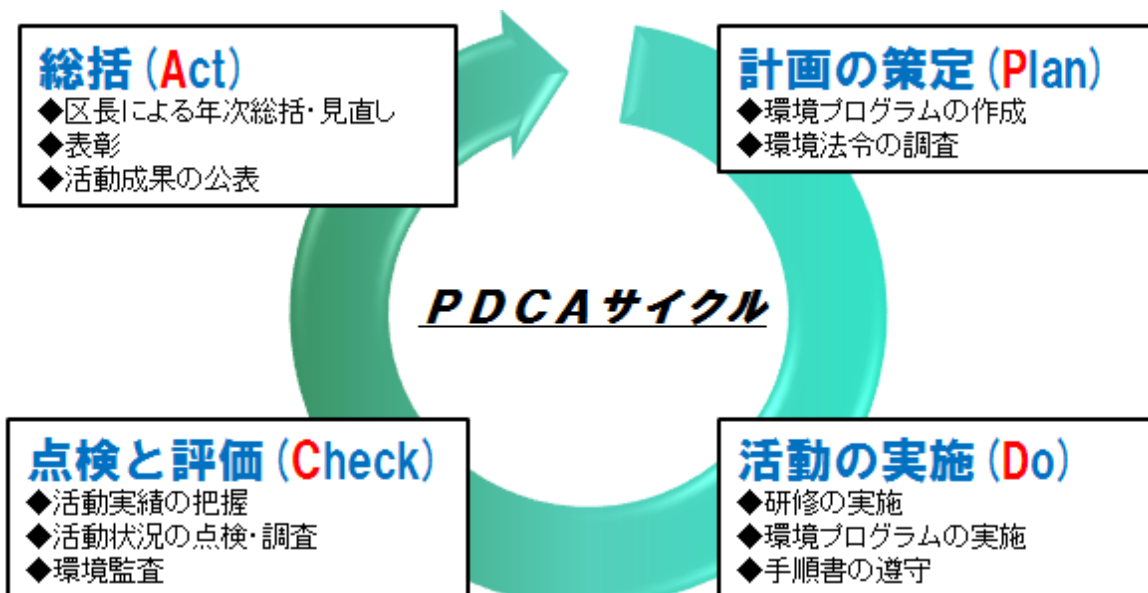 総括(Act)
◆区長による年次総括・見直し
◆表彰
◆活動成果の公表
計画の策定(Plan)
◆環境プログラムの作成
◆環境法令の調査
PDCAサイクル
点検と評価(Check)
◆活動実績の把握
◆活動状況の点検・調査
◆環境監査
活動の実施(Do)
◆研修の実施
◆環境プログラムの実施
◆手順書の遵守